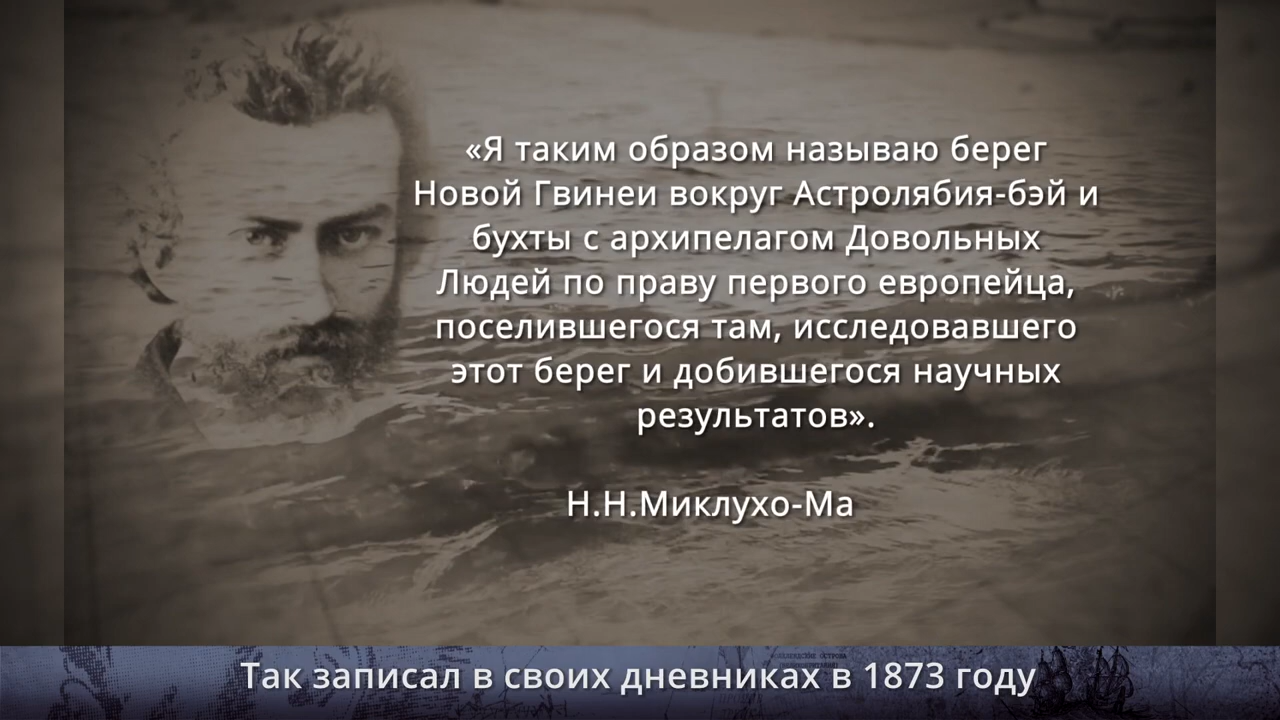 «Я таким образом называю берег
Новой Гвинеи вокруг Астролябия-бэй и
бухты с архипелагом Довольных
Людей по праву первого европейца,
поселившегося там, исследовавшего
этот берег и добившегося научных
результатов».
Н.Н.Миклухо-Ма
Так записал в своих дневниках в 1873 году